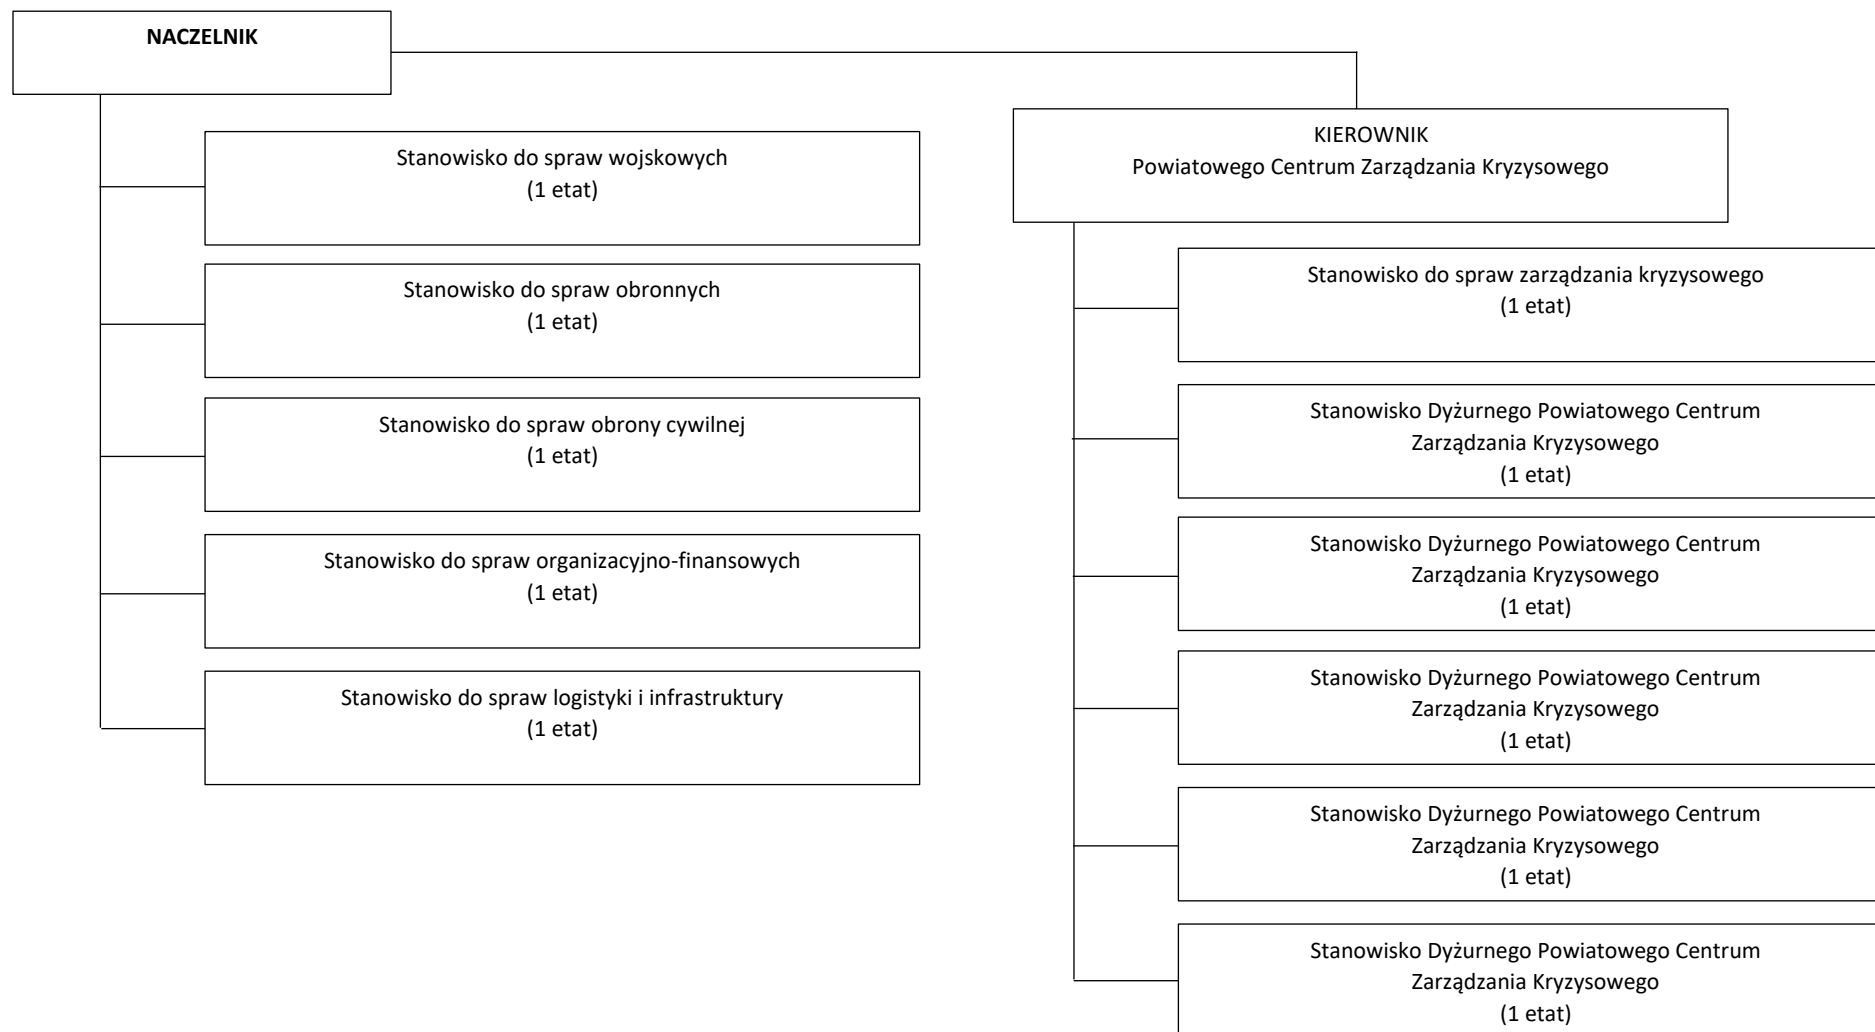 NACZELNIK
Stanowisko do spraw wojskowych
(1 etat)
Stanowisko do spraw obronnych
(1 etat)
Stanowisko do spraw obrony cywilnej
(1 etat)
Stanowisko do spraw organizacyjno-finansowych
(1 etat)
Stanowisko do spraw logistyki i infrastruktury
(1 etat)
KIEROWNIK
Powiatowego Centrum Zarządzania Kryzysowego
Stanowisko do spraw zarządzania kryzysowego
(1 etat)
Stanowisko Dyżurnego Powiatowego Centrum
Zarządzania Kryzysowego
(1 etat)
Stanowisko Dyżurnego Powiatowego Centrum
Zarządzania Kryzysowego
(1 etat)
Stanowisko Dyżurnego Powiatowego Centrum
Zarządzania Kryzysowego
(1 etat)
Stanowisko Dyżurnego Powiatowego Centrum
Zarządzania Kryzysowego
(1 etat)
Stanowisko Dyżurnego Powiatowego Centrum
Zarządzania Kryzysowego
(1 etat)